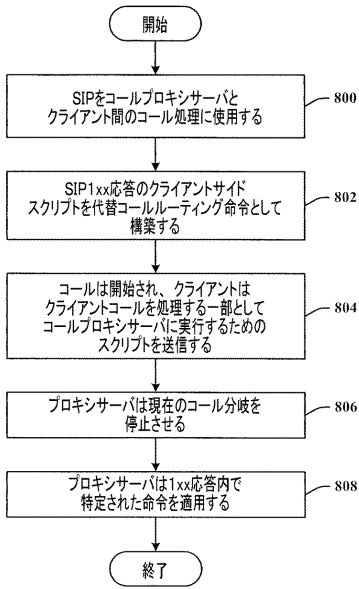 開始
SIPをコールプロキシサーバと
クライアント間のコール処理に使用する
800
SIP1xx応答のクライアントサイド
スクリプトを代替コールルーティング命令として
構築する
802
コールは開始され、クライアントは
クライアントコールを処理する一部として
コールプロキシサーバに実行するための
スクリプトを送信する
804
プロキシサーバは現在のコール分岐を
停止させる
806
プロキシサーバは1xx応答内で
特定された命令を適用する
808
終了